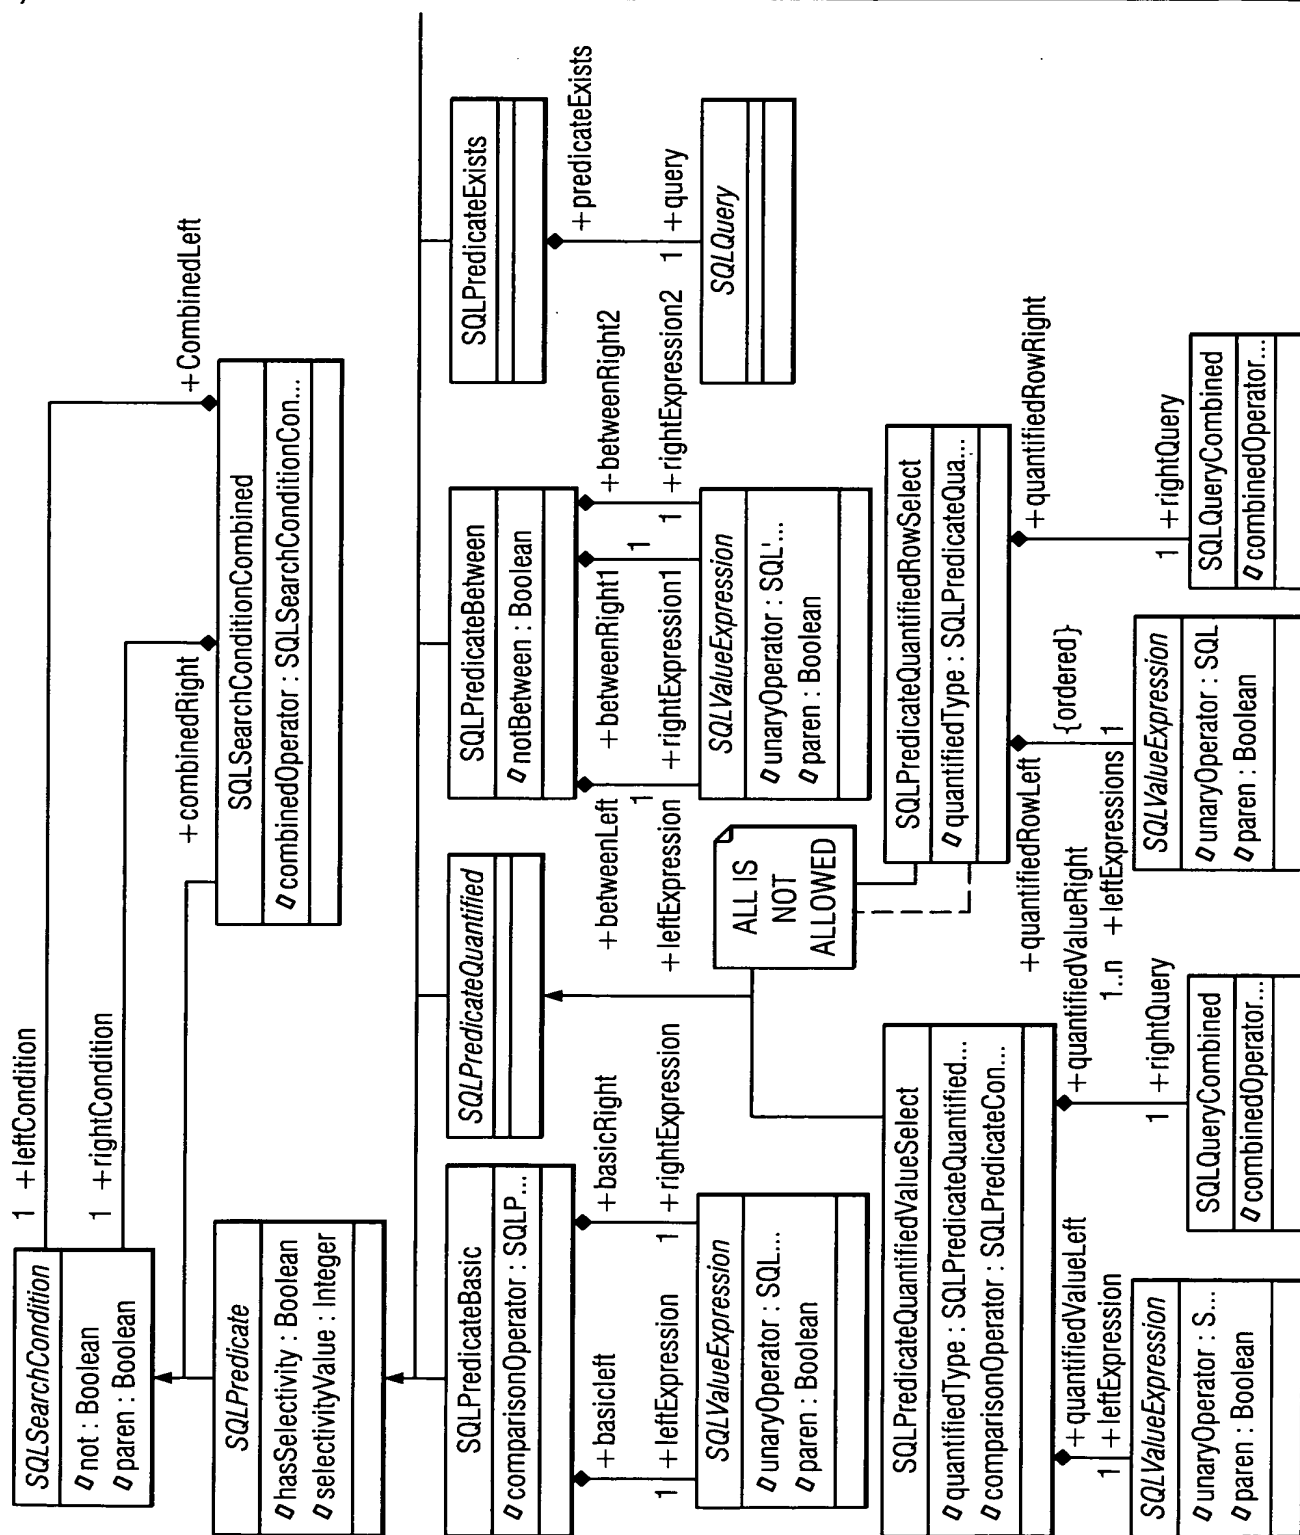 SQLSearchCondition
not : Boolean
paren : Boolean
1 +leftCondition
1 +rightCondition
+combinedRight
+CombinedLeft
SQLPredicate
hasSelectivity : Boolean
selectivityValue : Integer
SQLSearchConditionCombined
combinedOperator : SQLSearchConditionCon...
SQLPredicateBasic
comparisonOperator : SQLP...
SQLPredicateQuantified
SQLPredicateBetween
notBetween : Boolean
SQLPredicateExists
+basicleft
+basicRight
1 +leftExpression
1 +rightExpression
+betweenLeft
+betweenRight1
+betweenRight2
1
+leftExpression
1
+rightExpression1
1 +rightExpression2
+predicateExists
1 +query
SQLValueExpression
unaryOperator : SQL...
paren : Boolean
ALL IS
NOT
ALLOWED
SQLValueExpression
unaryOperator : SQL'...
paren : Boolean
SQLQuery
SQLPredicateQuantifiedValueSelect
quantifiedType : SQLPredicateQuantified...
comparisonOperator : SQLPredicateCon...
SQLPredicateQuantifiedRowSelect
quantifiedType : SQLPredicateQua...
+quantifiedValueLeft
1 +leftExpression
+quantifiedValueRight
1 +rightQuery
+quantifiedRowLeft
{ordered}
1..n +leftExpressions 1
+quantifiedRowRight
1 +rightQuery
SQLValueExpression
unaryOperator : S...
paren : Boolean
SQLQueryCombined
combinedOperator...
SQLValueExpression
unaryOperator : SQL
paren : Boolean
SQLQueryCombined
combinedOperator...